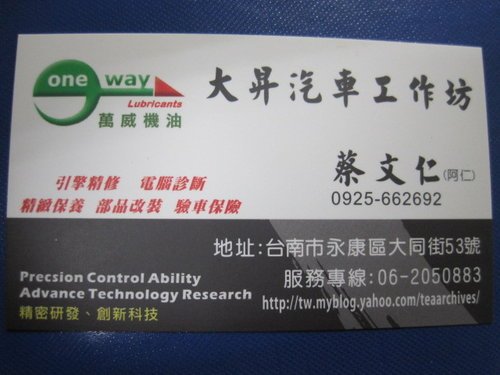 one way
Lubricants
萬威機油
大昇汽車工作坊
蔡文仁(阿仁)
0925-662692
引擎精修 電腦診斷
精緻保養 部品改裝 驗車保險
地址:台南市永康區大同街53號
服務專線:06-2050883
http://tw.myblog.yahoo.com/teaarchives/
Precsion Control Ability
Advance Technology Research
精密研發、創新科技